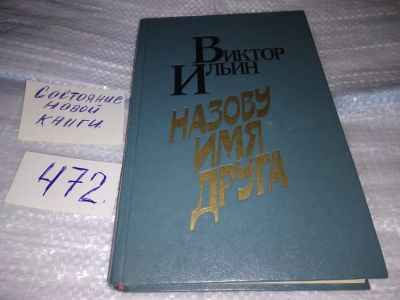 Виктор
Ильин
НАЗОВУ
ИМЯ
ДРУГА
Состояние
новой
книги.
472.